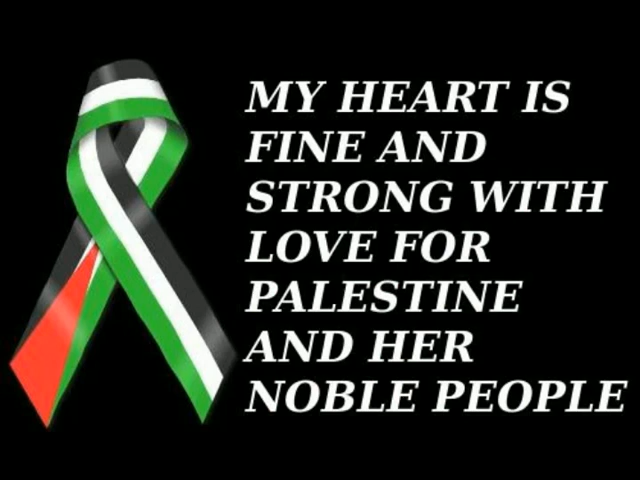 MY HEART IS
FINE AND
STRONG WITH
LOVE FOR
PALESTINE
AND HER
NOBLE PEOPLE